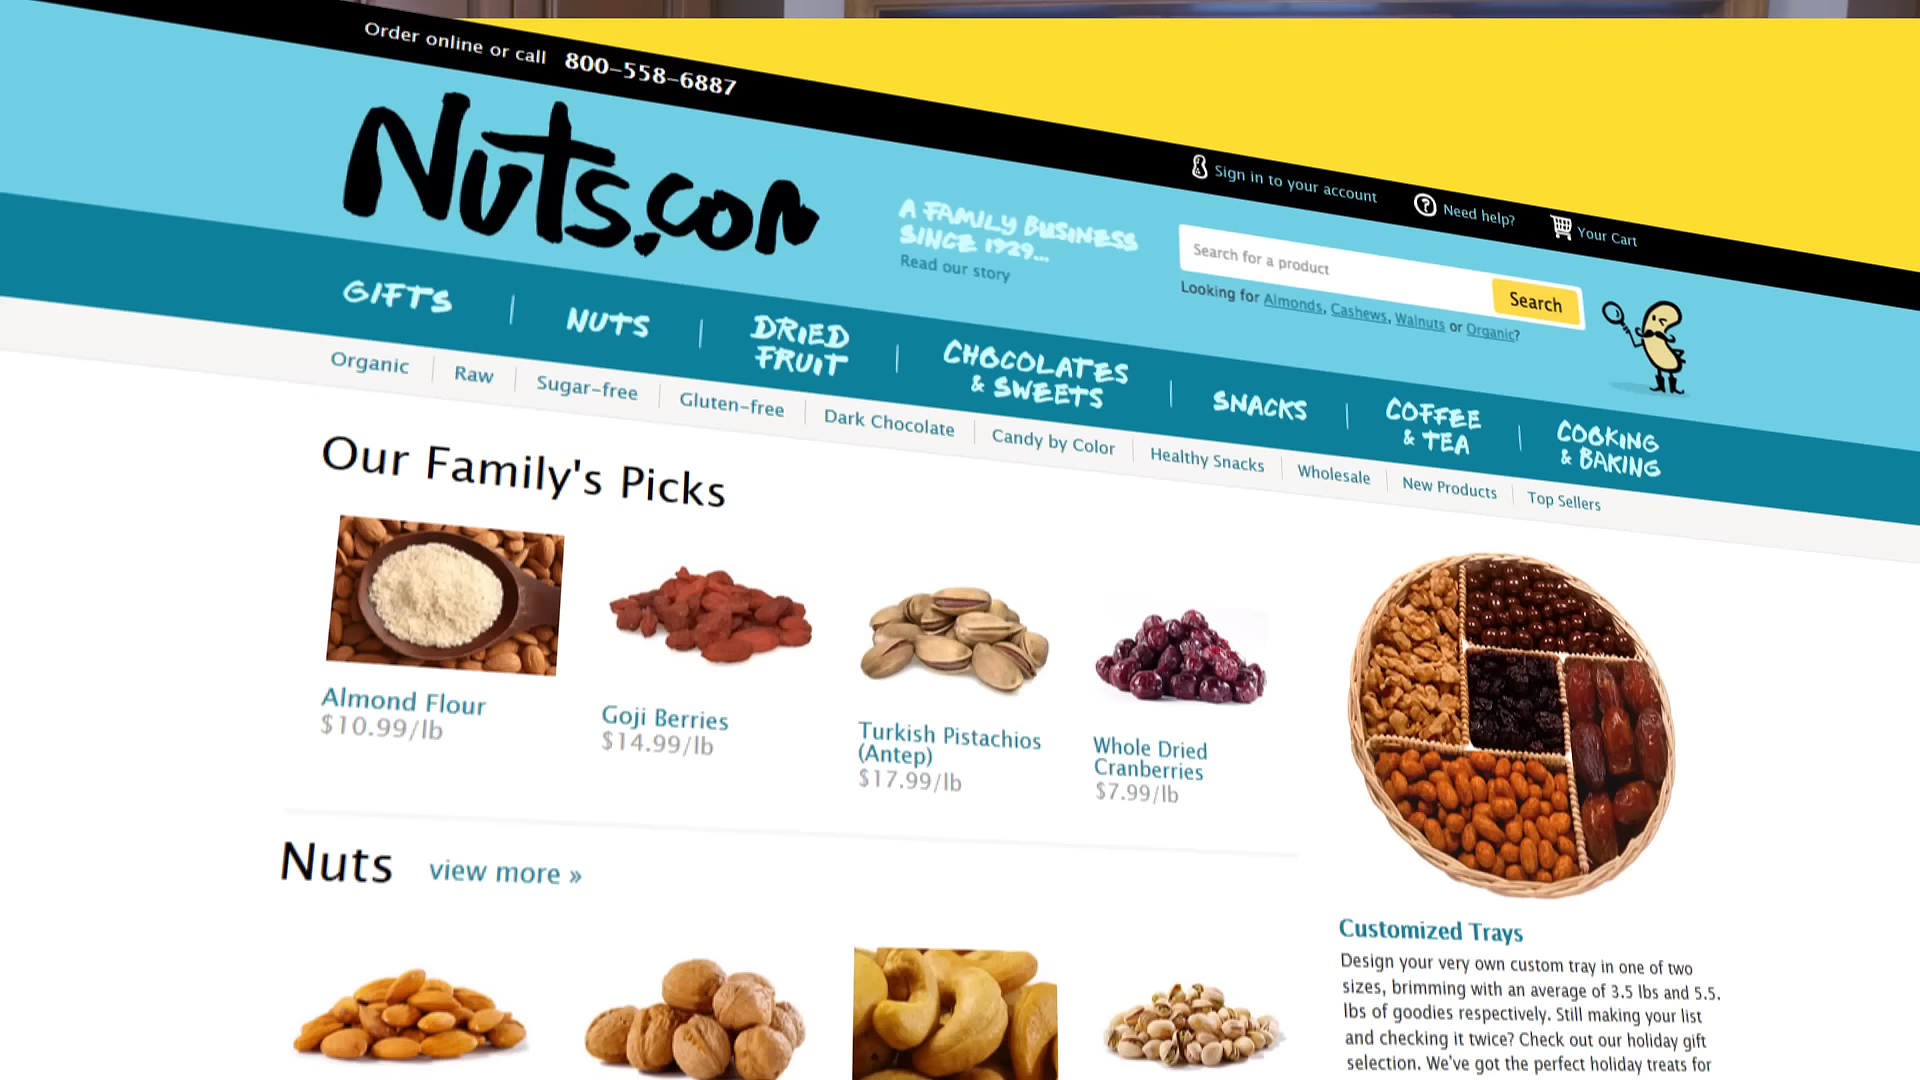 Order online or call 800-558-6887
Sign in to your account
Need help?
Your Cart
Nuts.com
A FAMILY BUSINESS
SINCE 1929...
Read our story
Search for a product
Search
Looking for Almonds, Cashews, Walnuts or Organic?
GIFTS
NUTS
DRIED
FRUIT
CHOCOLATES
& SWEETS
SNACKS
COFFEE
& TEA
COOKING
& BAKING
Organic
Raw
Sugar-free
Gluten-free
Dark Chocolate
Candy by Color
Healthy Snacks
Wholesale
New Products
Top Sellers
Our Family's Picks
Almond Flour
$10.99/lb
Goji Berries
$14.99/lb
Turkish Pistachios
(Antep)
$17.99/lb
Whole Dried
Cranberries
$7.99/lb
Nuts view more »
Customized Trays
Design your very own custom tray in one of two
sizes, brimming with an average of 3.5 lbs and 5.5.
lbs of goodies respectively. Still making your list
and checking it twice? Check out our holiday gift
selection. We've got the perfect holiday treats for